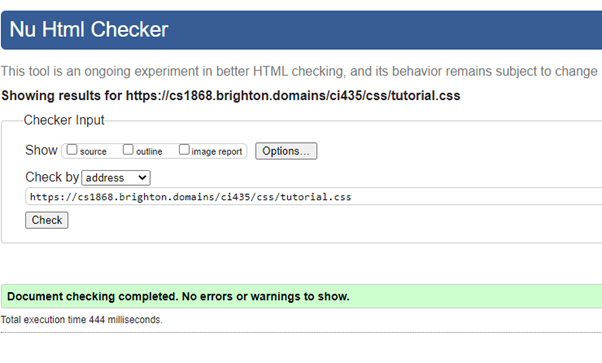 Nu Html Checker
This tool is an ongoing experiment in better HTML checking, and its behavior remains subject to change
Showing results for https://cs1868.brighton.domains/ci435/css/tutorial.css
Checker Input
Show source outline image report Options...
Check by address
https://cs1868.brighton.domains/ci435/css/tutorial.css
Check
Document checking completed. No errors or warnings to show.
Total execution time 444 milliseconds.